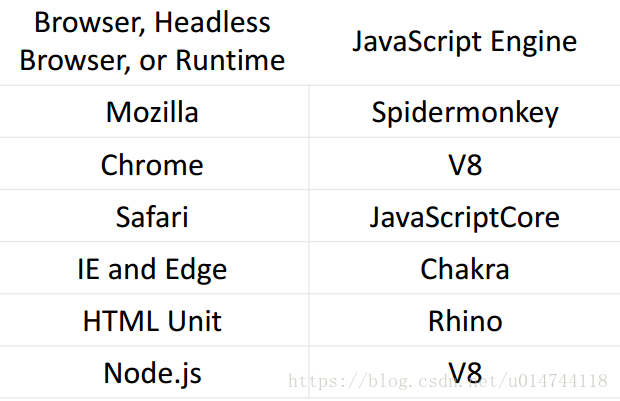 Browser, Headless
Browser, or Runtime
JavaScript Engine
Mozilla
Spidermonkey
Chrome
V8
Safari
JavaScriptCore
IE and Edge
Chakra
HTML Unit
Rhino
Node.js
V8
https://blog.csdn.net/u014744118